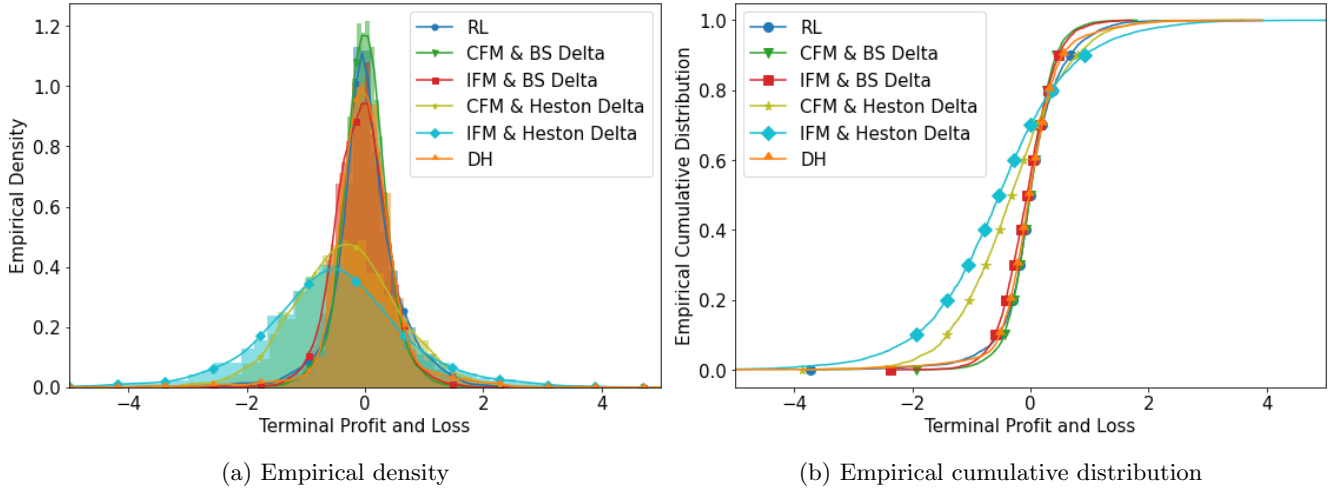 1.2
1.0
0.8
0.6
0.4
0.2
0.0
Empirical Density
RL
CFM & BS Delta
IFM & BS Delta
CFM & Heston Delta
IFM & Heston Delta
DH
−4
−2
0
2
4
Terminal Profit and Loss
(a) Empirical density
1.0
0.8
0.6
0.4
0.2
0.0
Empirical Cumulative Distribution
RL
CFM & BS Delta
IFM & BS Delta
CFM & Heston Delta
IFM & Heston Delta
DH
−4
−2
0
2
4
Terminal Profit and Loss
(b) Empirical cumulative distribution